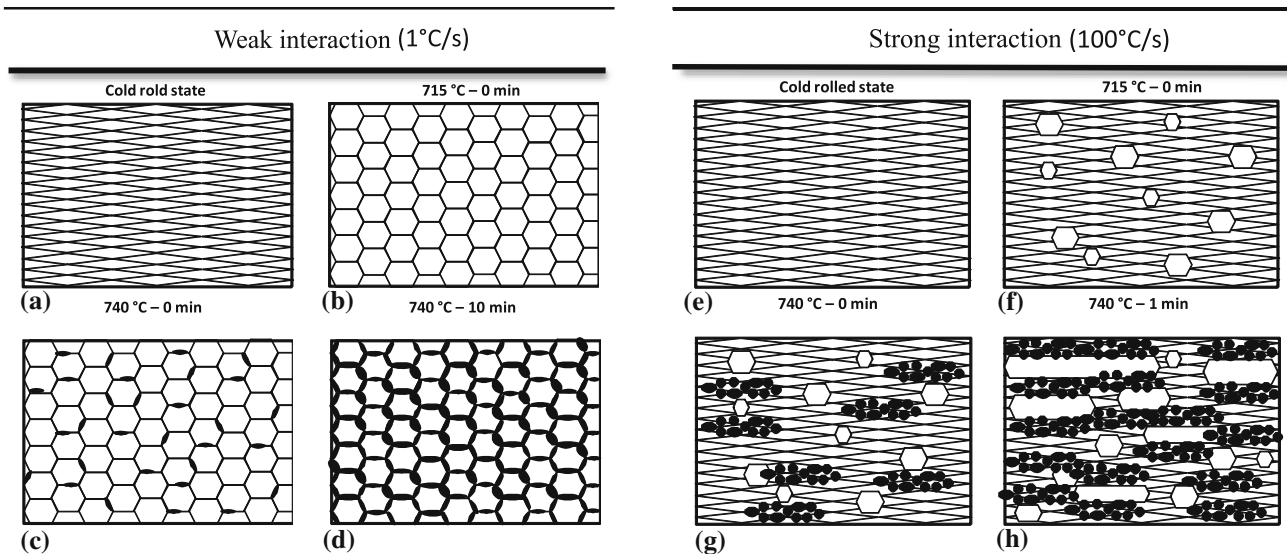 Weak interaction (1°C/s)
Strong interaction (100°C/s)
Cold rold state
715 °C – 0 min
Cold rolled state
715 °C – 0 min
(a)
(b)
(e)
(f)
740 °C – 0 min
740 °C – 10 min
740 °C – 0 min
740 °C – 1 min
(c)
(d)
(g)
(h)